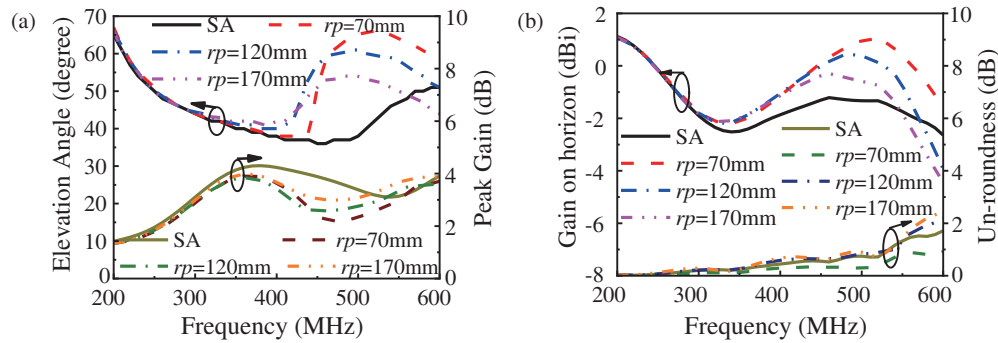 (a)
70
60
50
40
30
20
10
0
Elevation Angle (degree)
SA
rp=70mm
rp=120mm
rp=170mm
SA
rp=70mm
rp=120mm
rp=170mm
10
8
6
4
2
0
Peak Gain (dB)
200
300
400
500
600
Frequency (MHz)
(b)
2
0
-2
-4
-6
-8
Gain on horizon (dBi)
SA
rp=70mm
rp=120mm
rp=170mm
SA
rp=70mm
rp=120mm
rp=170mm
10
8
6
4
2
0
Un-roundness (dB)
200
300
400
500
600
Frequency (MHz)